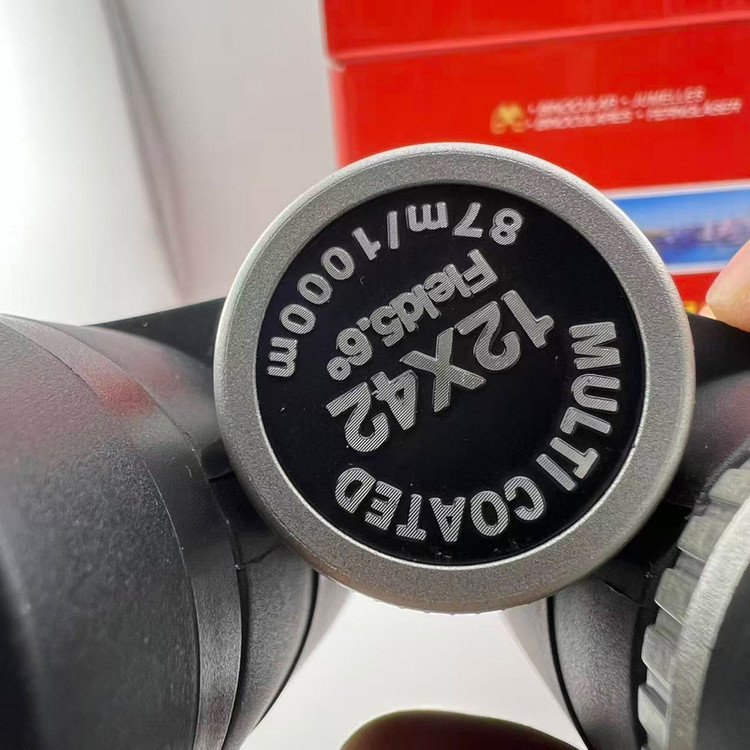 MULTI COATED
12X42
Field5.6°
87m/1000m
• BINOCULAR • JUMELLES
• BINOCULARES • FERNGLÄSER